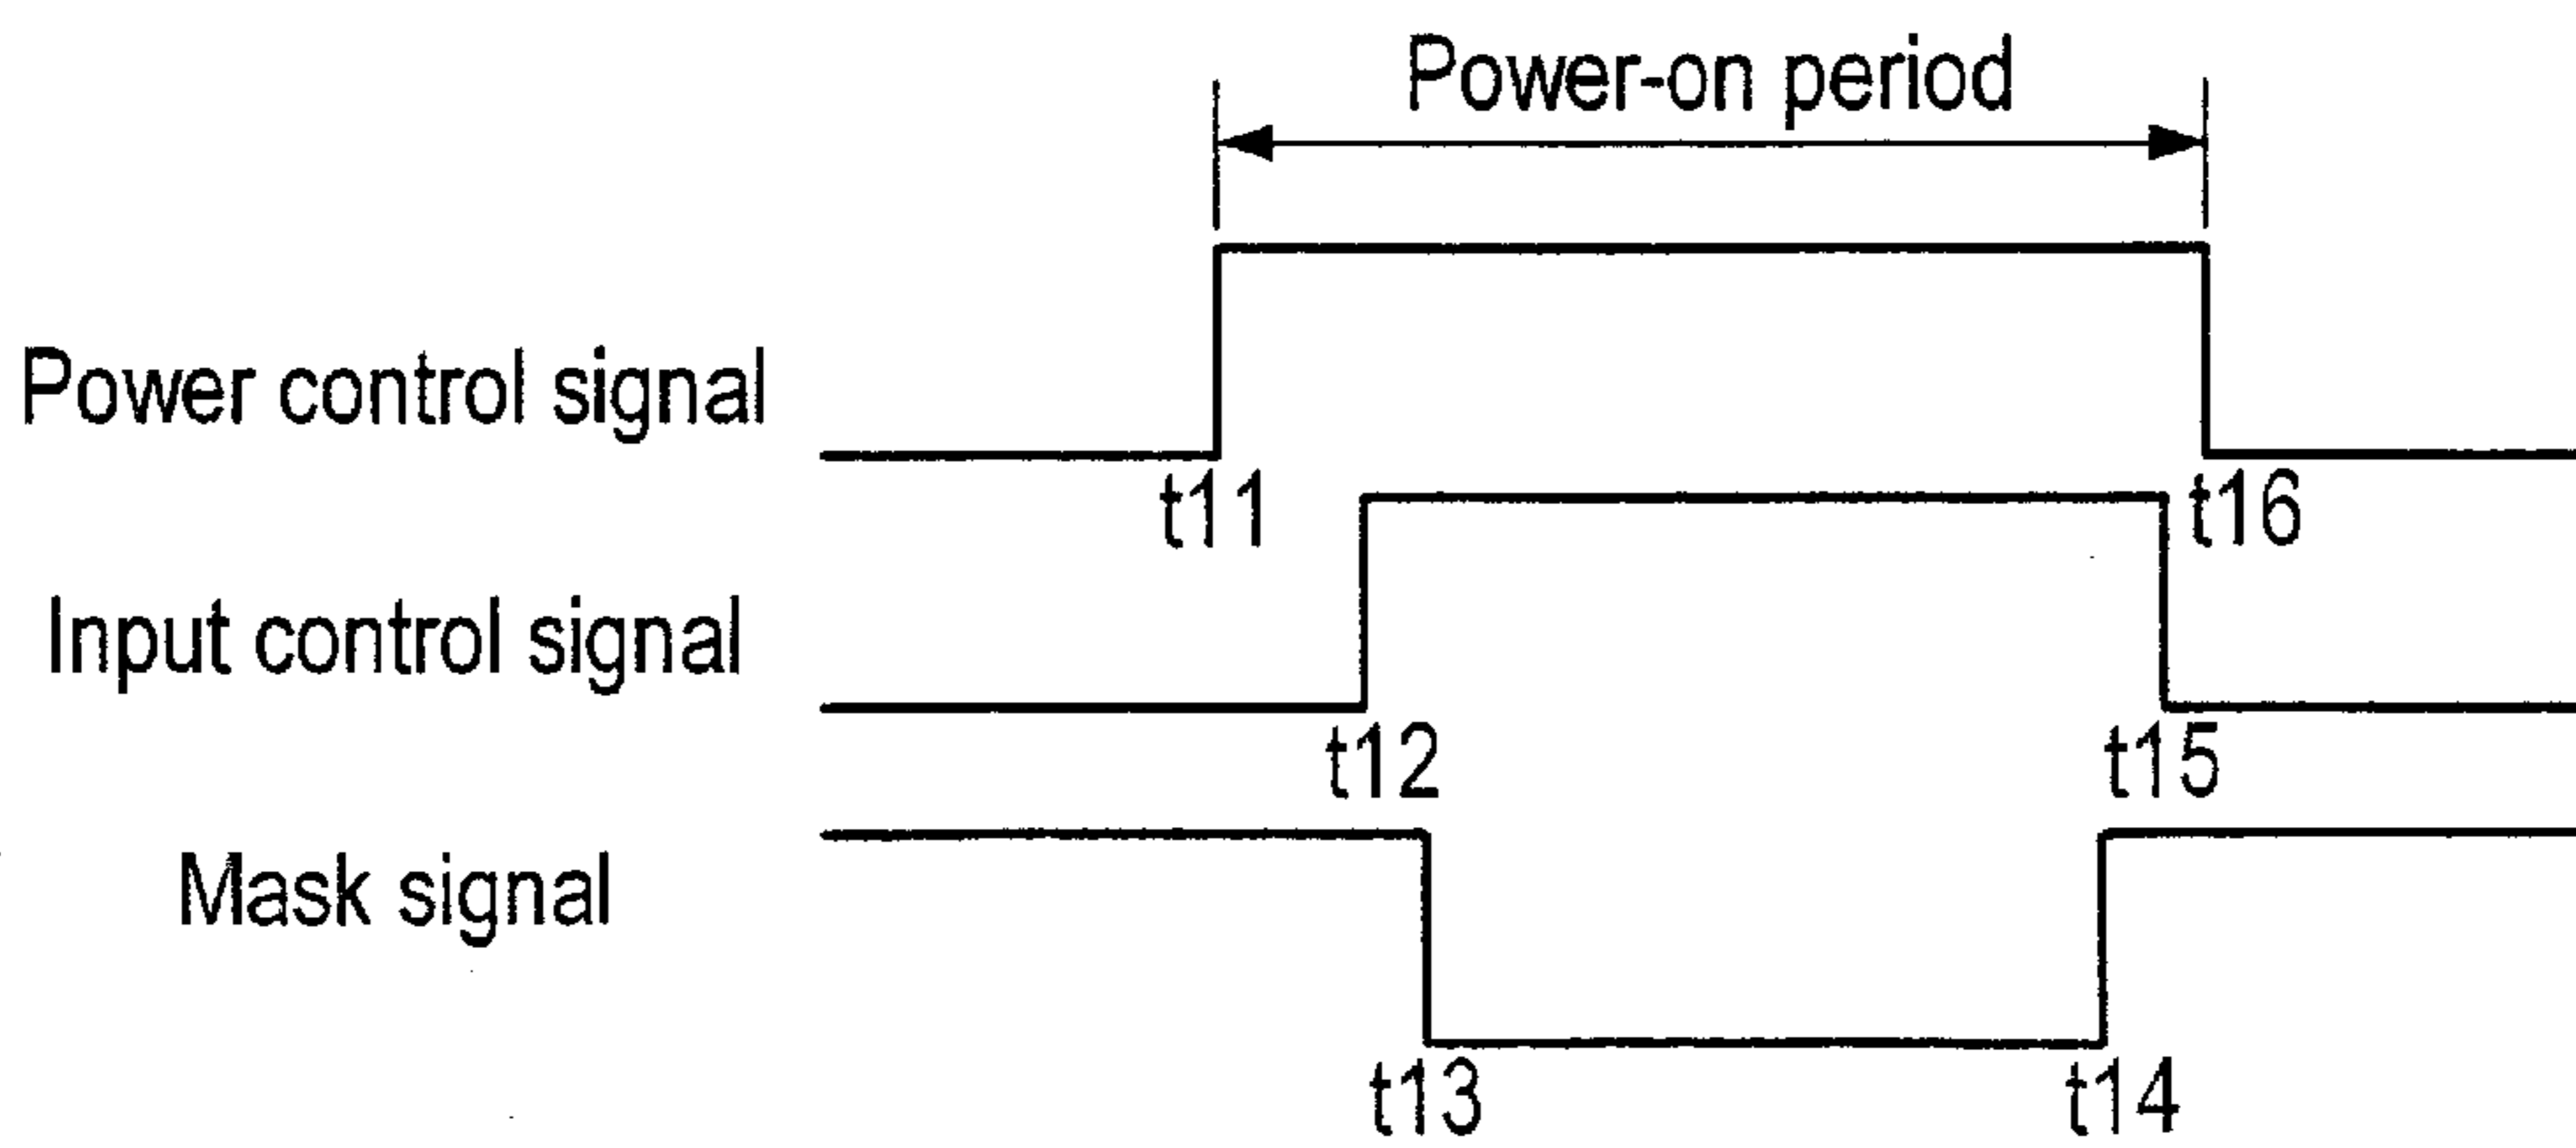 Power-on period
Power control signal
t11
t16
Input control signal
t12
t15
Mask signal
t13
t14